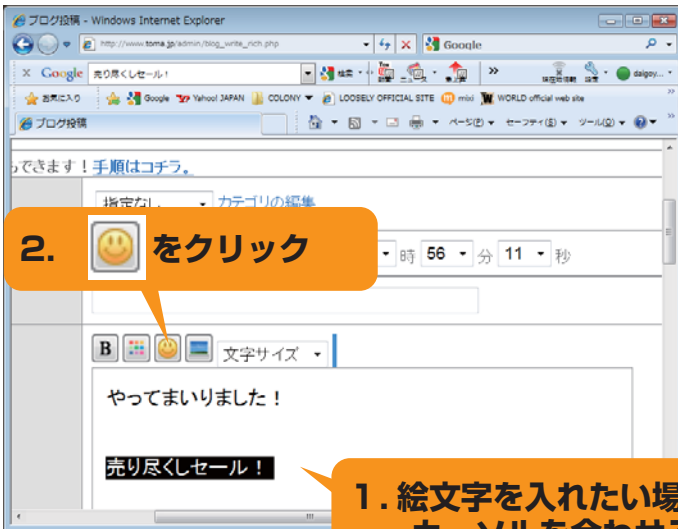 ブログ投稿 - Windows Internet Explorer
http://www.toma.jp/admin/blog_write_rich.php
Google
× Google 売り尽くしセール! 検索 » daigoy...
お気に入り Google Yahoo! JAPAN COLONY LOOSELY OFFICIAL SITE mixi WORLD official web site »
ブログ投稿 ページ(P) セーフティ(S) ツール(O) »
できます!手順はコチラ。
指定なし カテゴリの編集
2. をクリック
時 56 分 11 秒
B 文字サイズ
やってまいりました!
売り尽くしセール!
1.絵文字を入れたい場